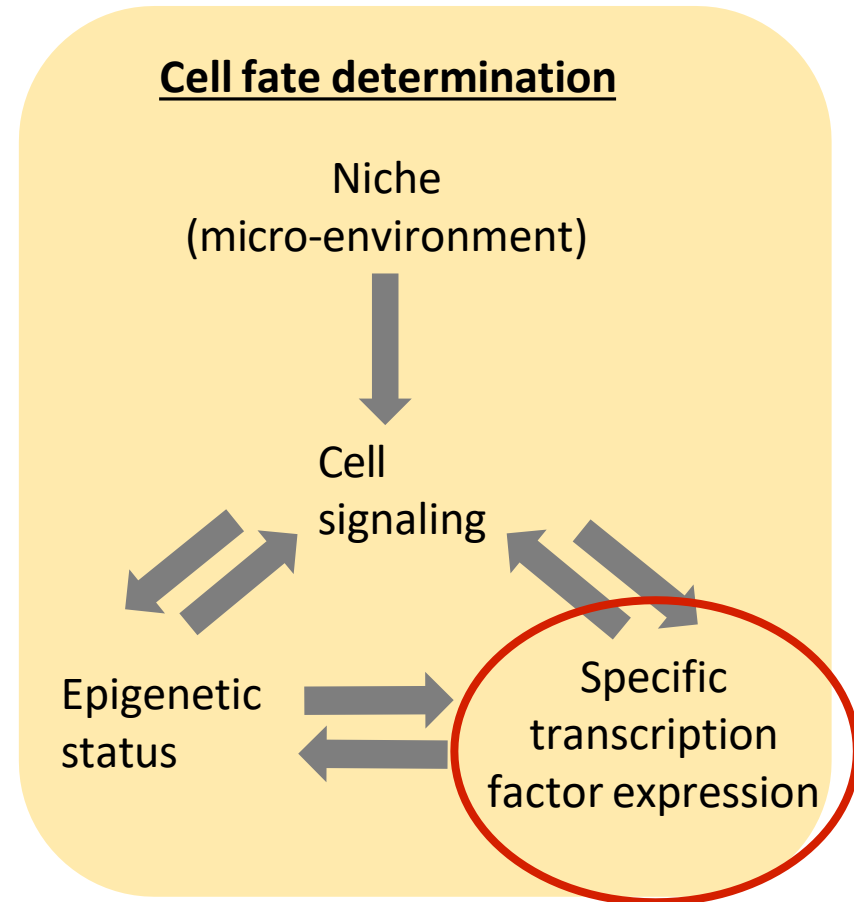 Cell fate determination
Niche
(micro-environment)
Cell
signaling
Epigenetic
status
Specific
transcription
factor expression